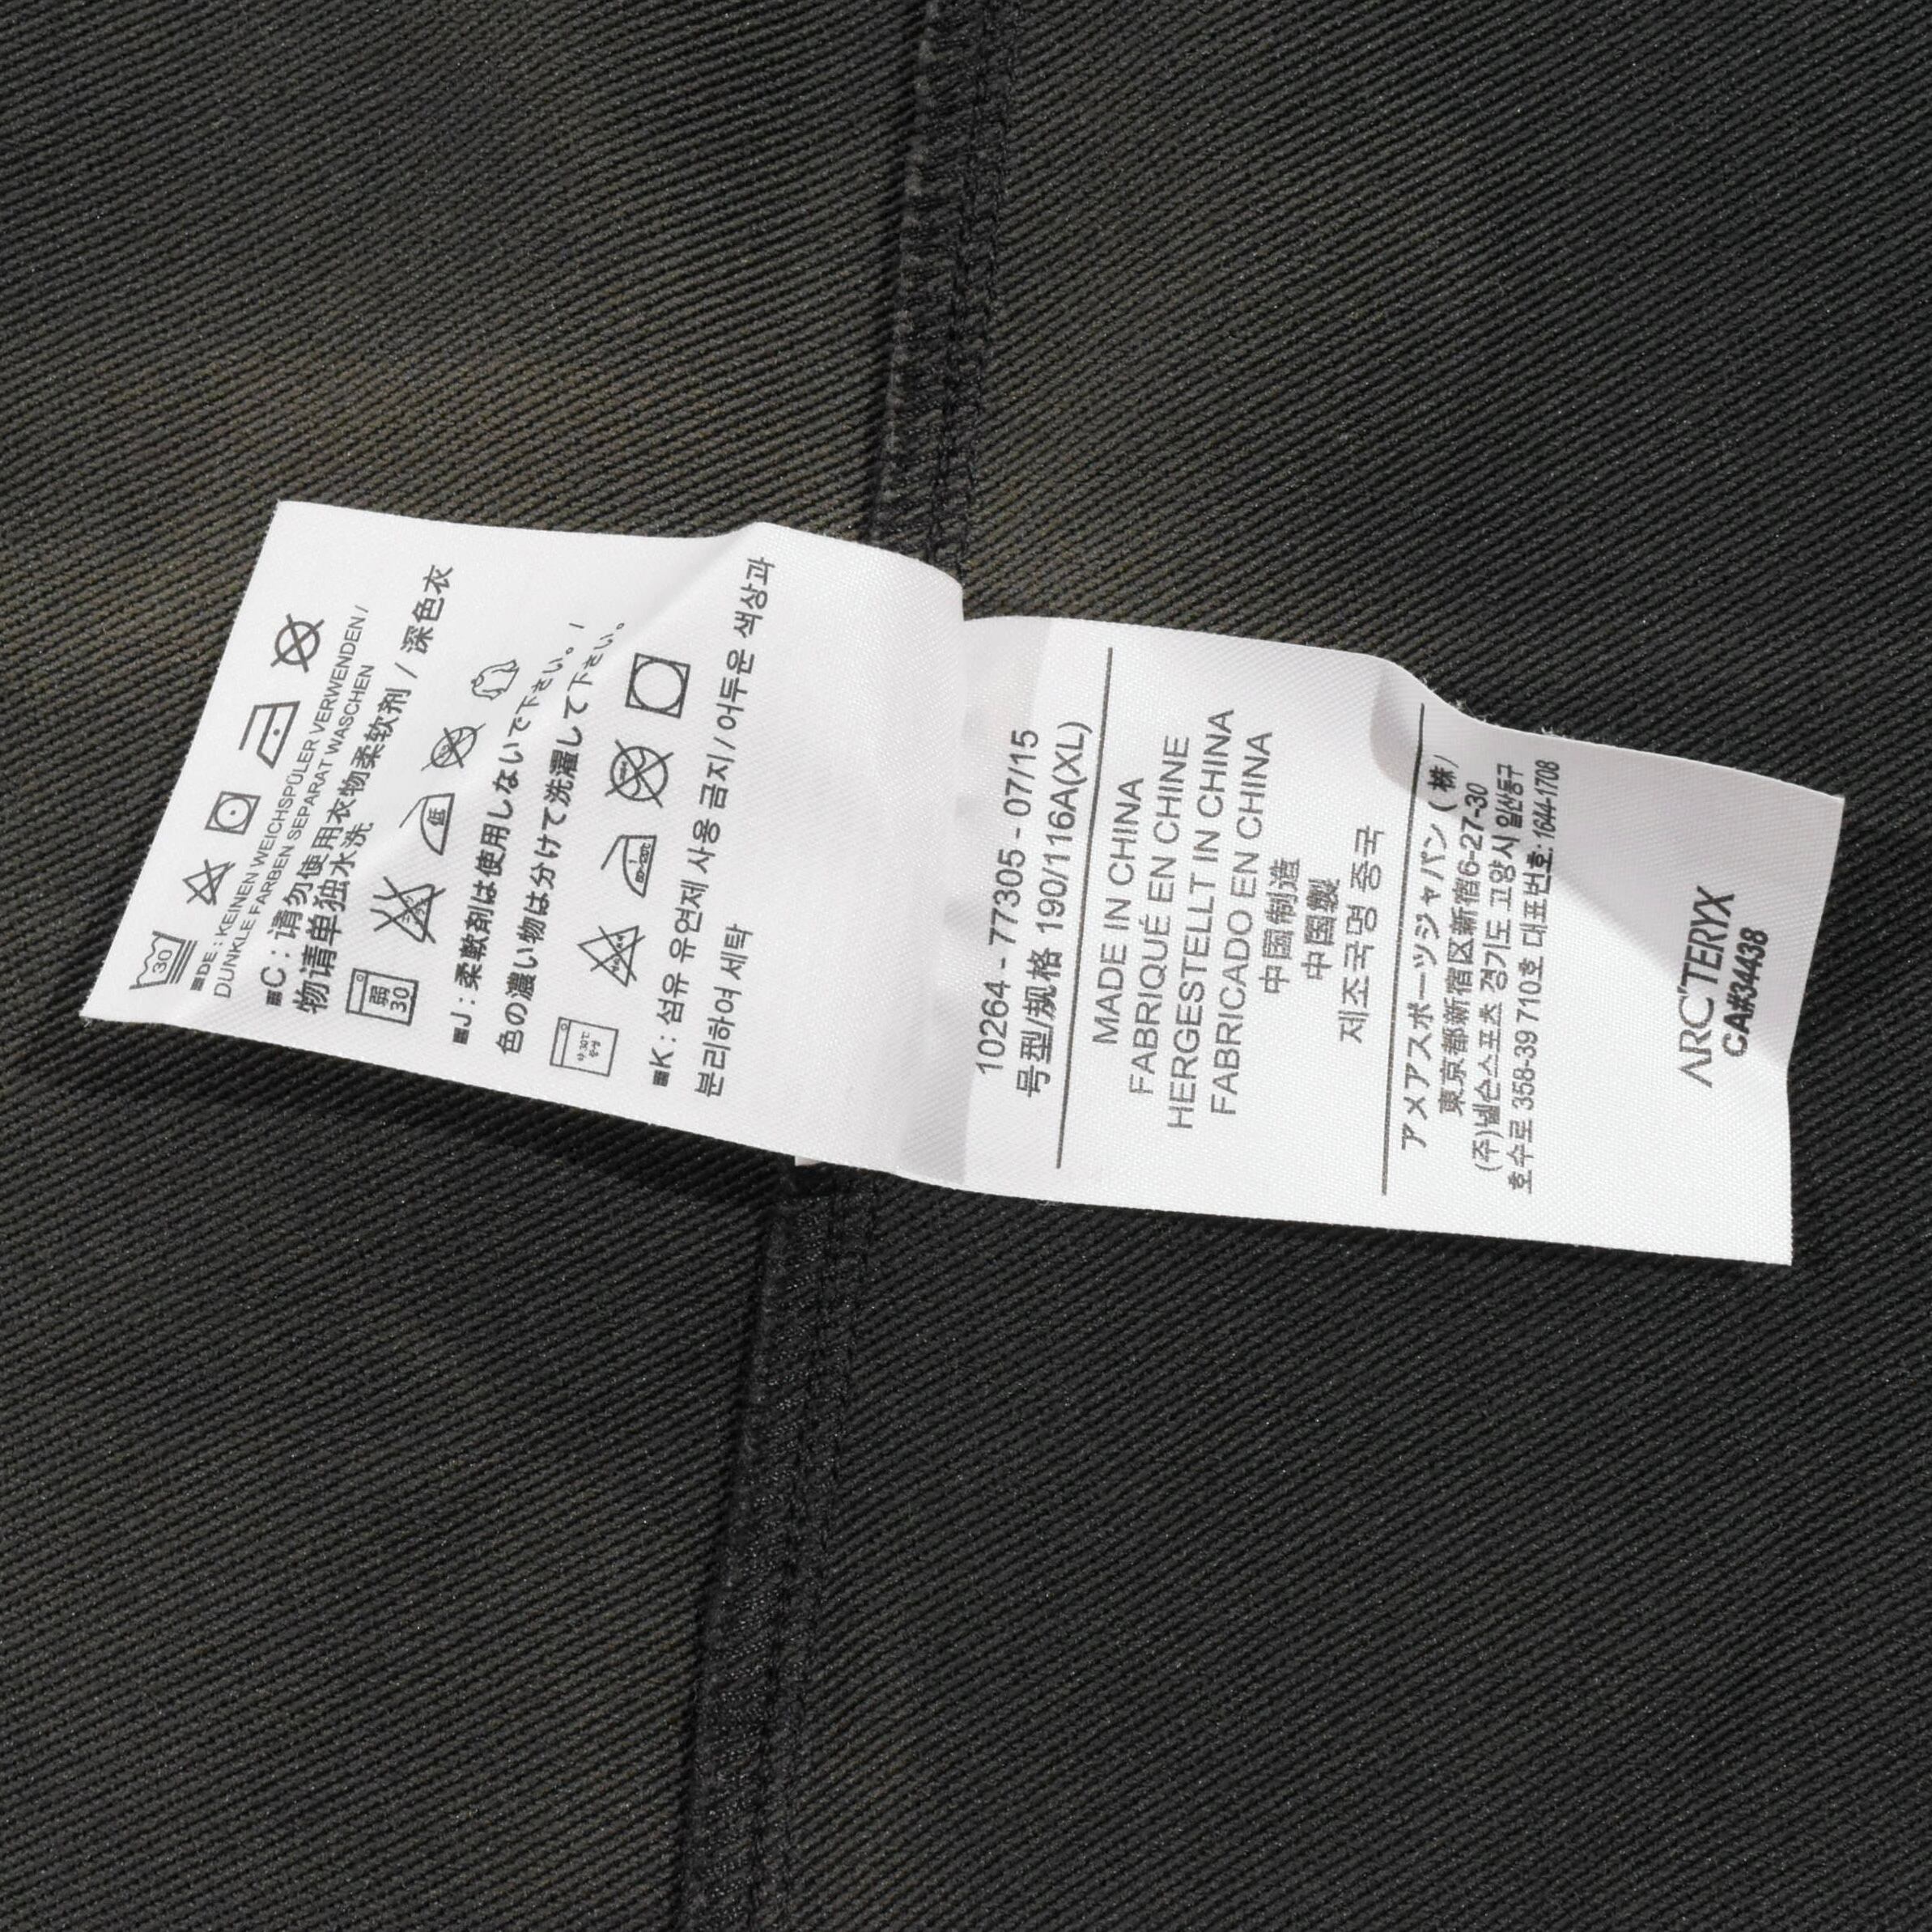 30
■DE : KEINEN WEICHSPÜLER VERWENDEN /
DUNKLE FARBEN SEPARAT WASCHEN
■C : 请勿使用衣物柔软剂 / 深色衣
物请单独水洗
弱
30
低
■J : 柔軟剤は使用しないで下さい。 /
色の濃い物は分けて洗濯して下さい。
■K : 섬유 유연제 사용 금지/ 어두운 색상과
분리하여 세탁
10264 - 77305 - 07/15
号型/规格 190/116A(XL)
MADE IN CHINA
FABRIQUÉ EN CHINE
HERGESTELLT IN CHINA
FABRICADO EN CHINA
中国制造
中国製
제조국명 중국
アメアスポーツジャパン (株)
東京都新宿区新宿6-27-30
(주)넬슨스포츠 경기도 고양시 일산동구
호수로 358-39 710호 대표번호: 1644-1708
ARC'TERYX
CA#34438